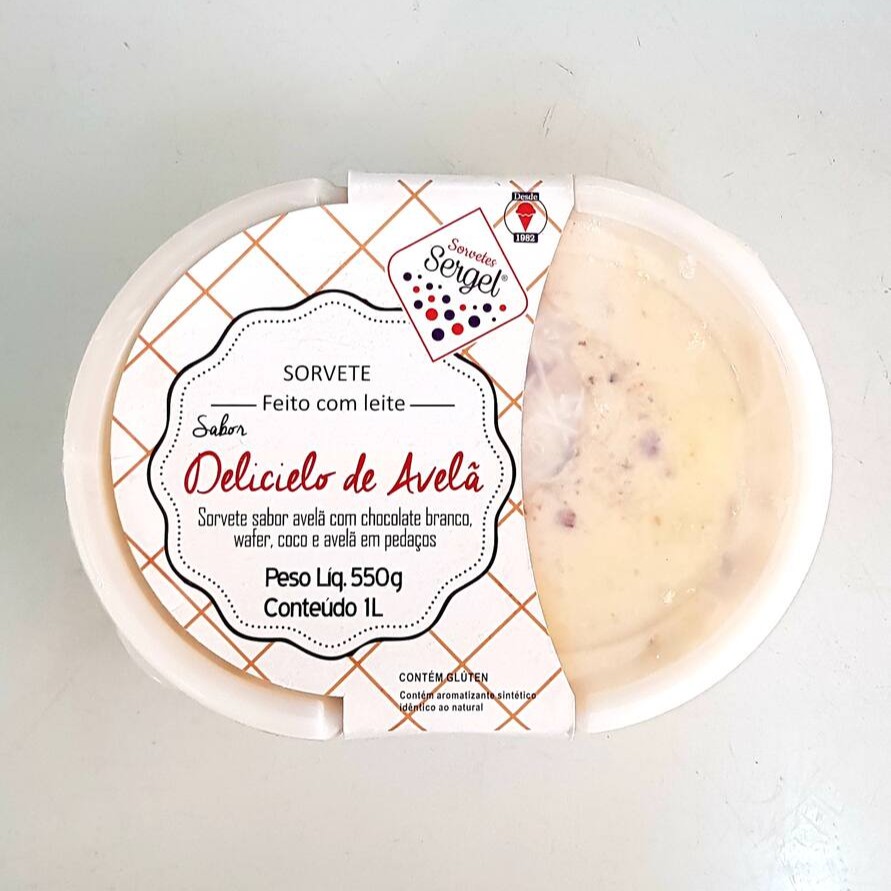 Desde
1982
Sorvetes
Sergel®
SORVETE
Feito com leite
Sabor
Delicielo de Avelã
Sorvete sabor avelã com chocolate branco,
wafer, coco e avelã em pedaços
Peso Líq. 550g
Conteúdo 1L
CONTÉM GLÚTEN
Contém aromatizante sintético
idêntico ao natural